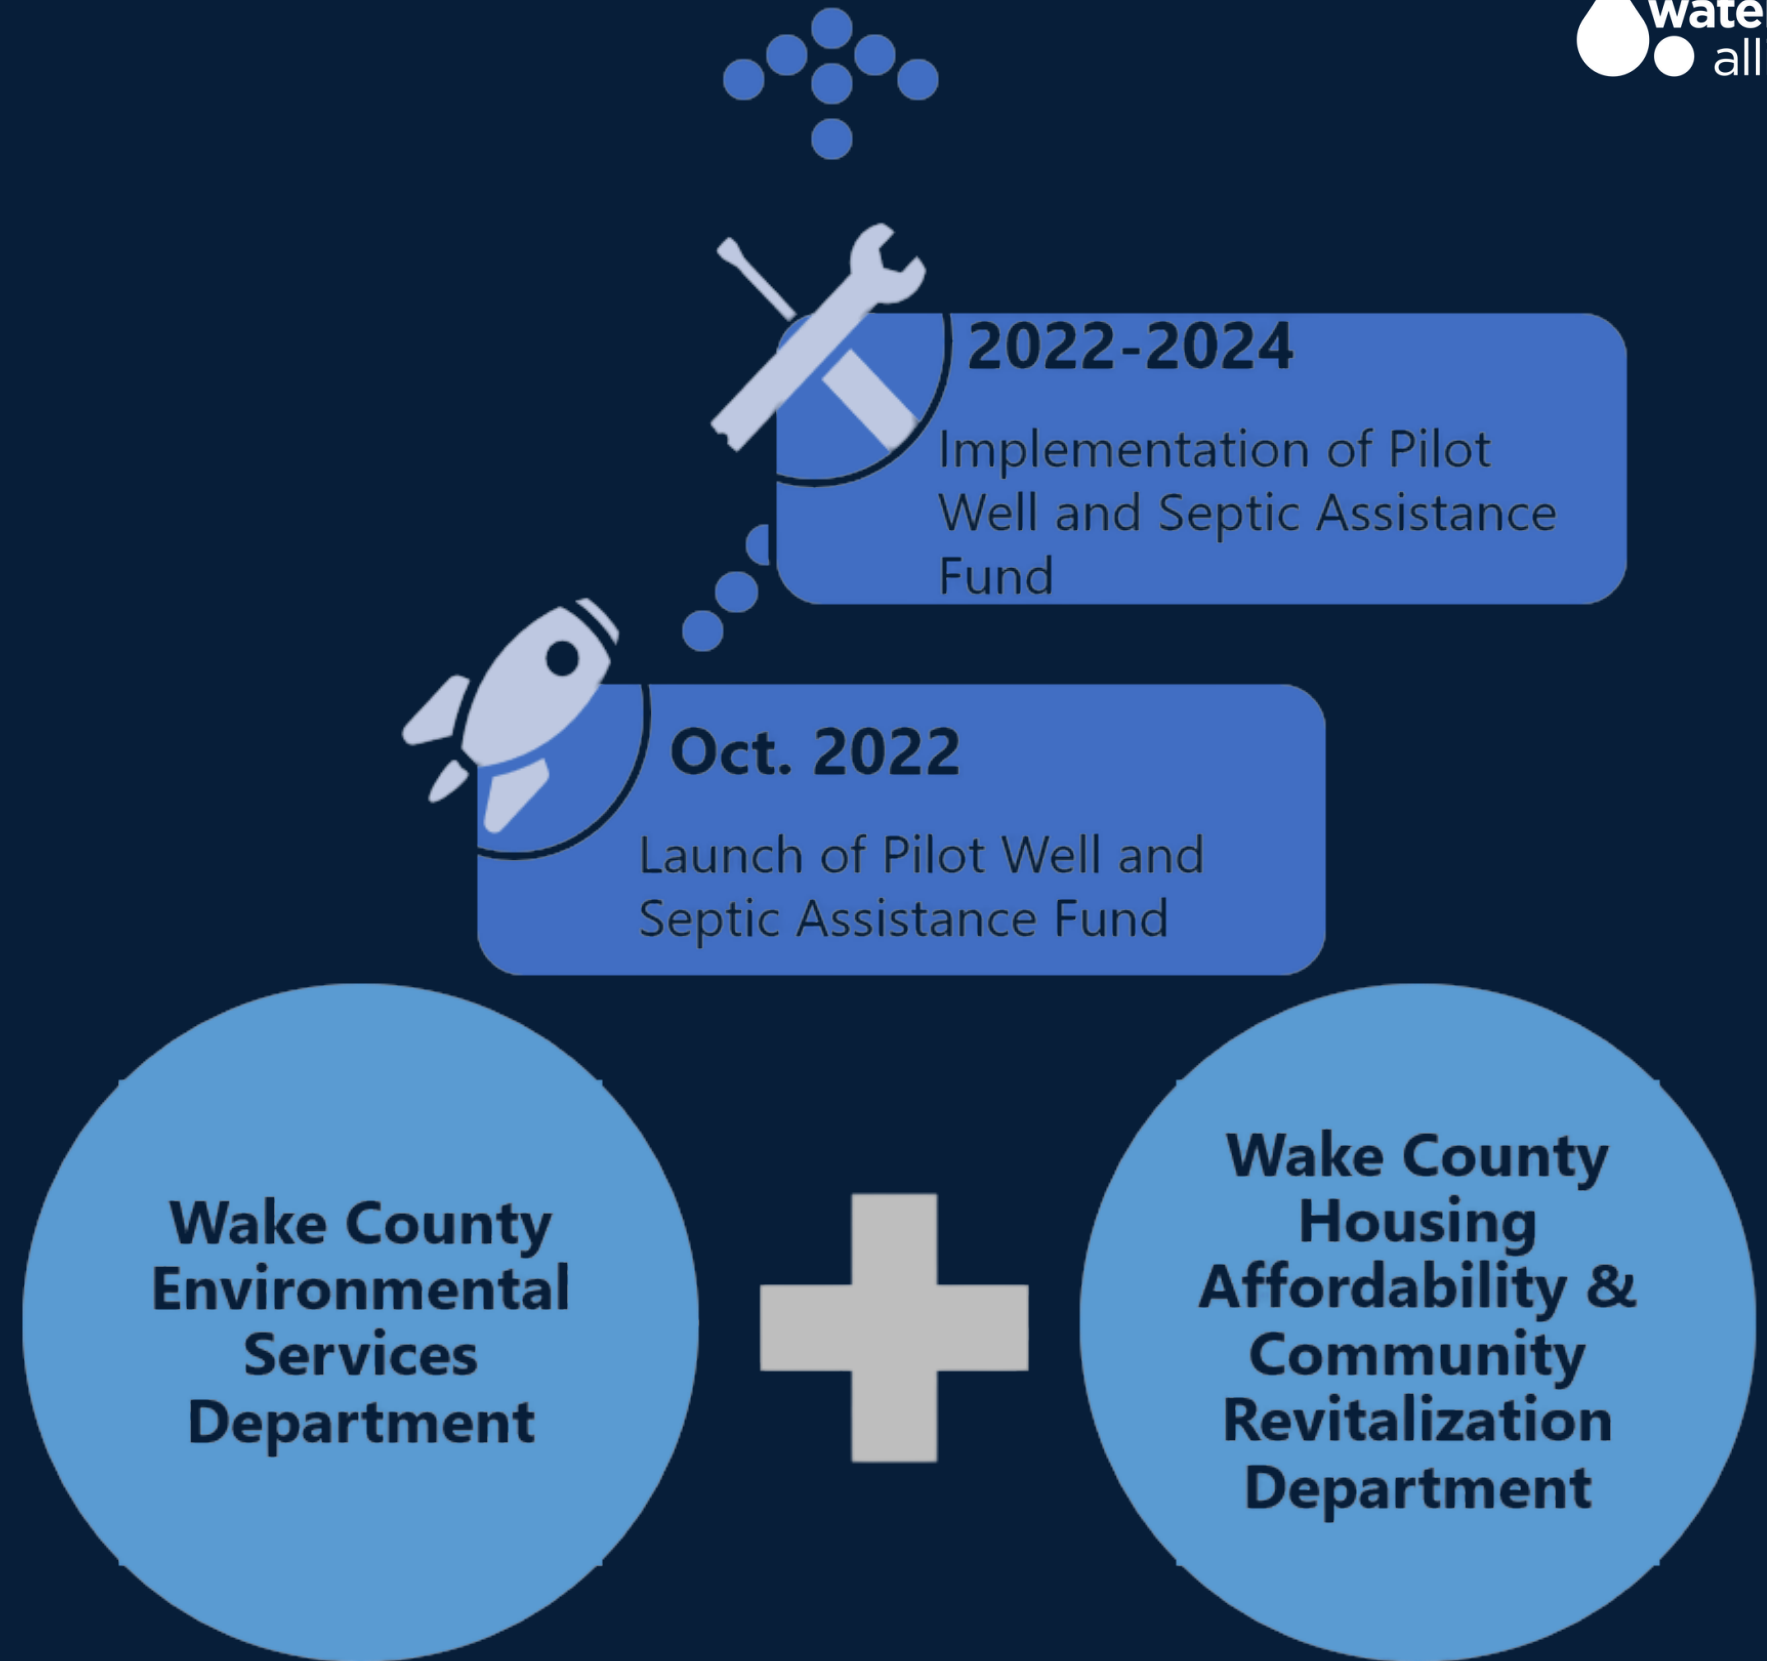 all
2022-2024
Implementation of Pilot
Well and Septic Assistance
Fund
Oct. 2022
Launch of Pilot Well and
Septic Assistance Fund
Wake County
Environmental
Services
Department
Wake County
Housing
Affordability &
Community
Revitalization
Department